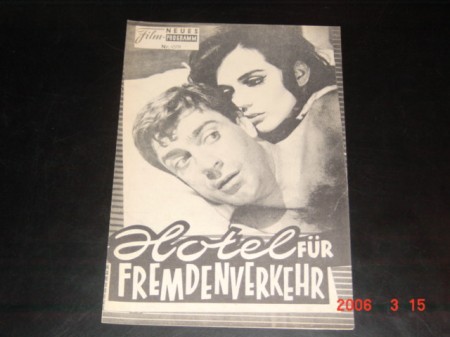 Film
NEUES
PROGRAMM
Hotel FÜR
FREMDENVERKEHR
2006 3 15